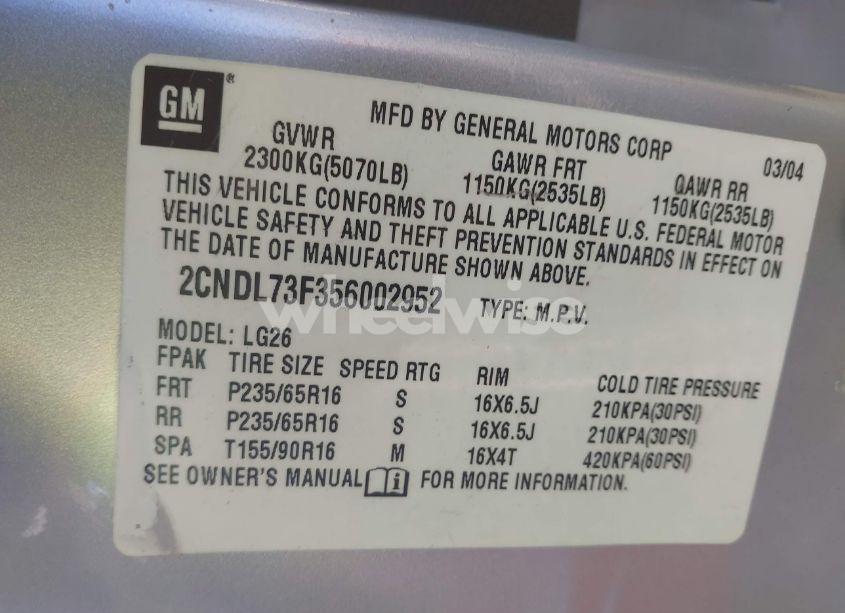 GM®
MFD BY GENERAL MOTORS CORP 03/04
GVWR GAWR FRT GAWR RR
2300KG(5070LB) 1150KG(2535LB) 1150KG(2535LB)
THIS VEHICLE CONFORMS TO ALL APPLICABLE U.S. FEDERAL MOTOR
VEHICLE SAFETY AND THEFT PREVENTION STANDARDS IN EFFECT ON
THE DATE OF MANUFACTURE SHOWN ABOVE.
2CNDL73F356002952 TYPE: M.P.V.
wheelwise
MODEL: LG26
FPAK TIRE SIZE SPEED RTG RIM COLD TIRE PRESSURE
FRT P235/65R16 S 16X6.5J 210KPA(30PSI)
RR P235/65R16 S 16X6.5J 210KPA(30PSI)
SPA T155/90R16 M 16X4T 420KPA(60PSI)
SEE OWNER'S MANUAL i FOR MORE INFORMATION.